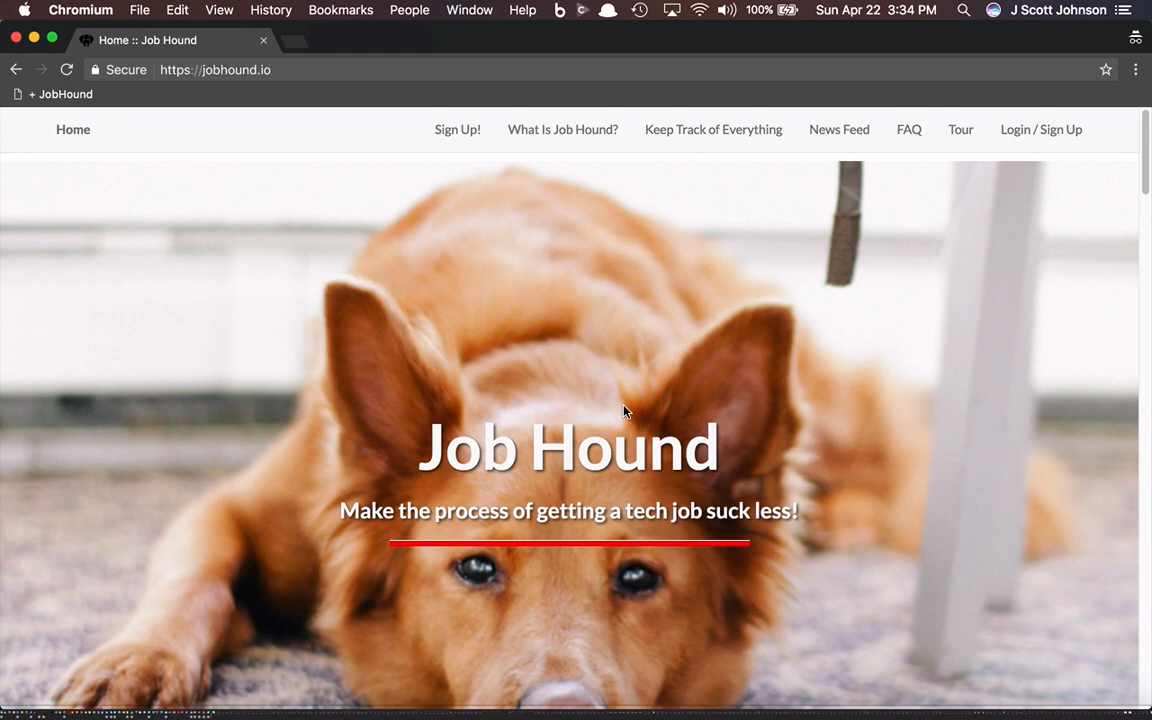 Chromium File Edit View History Bookmarks People Window Help 100% Sun Apr 22 3:34 PM J Scott Johnson
Home :: Job Hound
Secure https://jobhound.io
+ JobHound
Home Sign Up! What Is Job Hound? Keep Track of Everything News Feed FAQ Tour Login / Sign Up
Job Hound
Make the process of getting a tech job suck less!